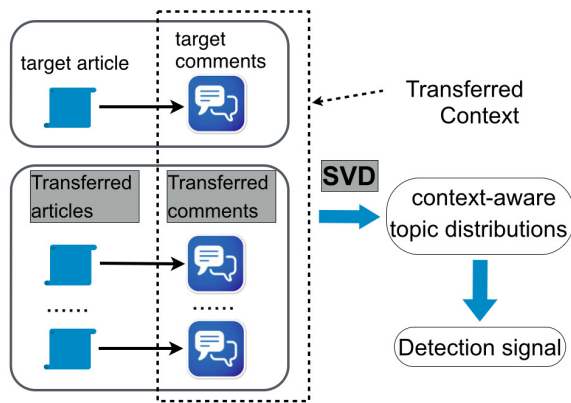 target article
target
comments
Transferred
Context
Transferred
articles
Transferred
comments
SVD
context-aware
topic distributions.
Detection signal
......
......